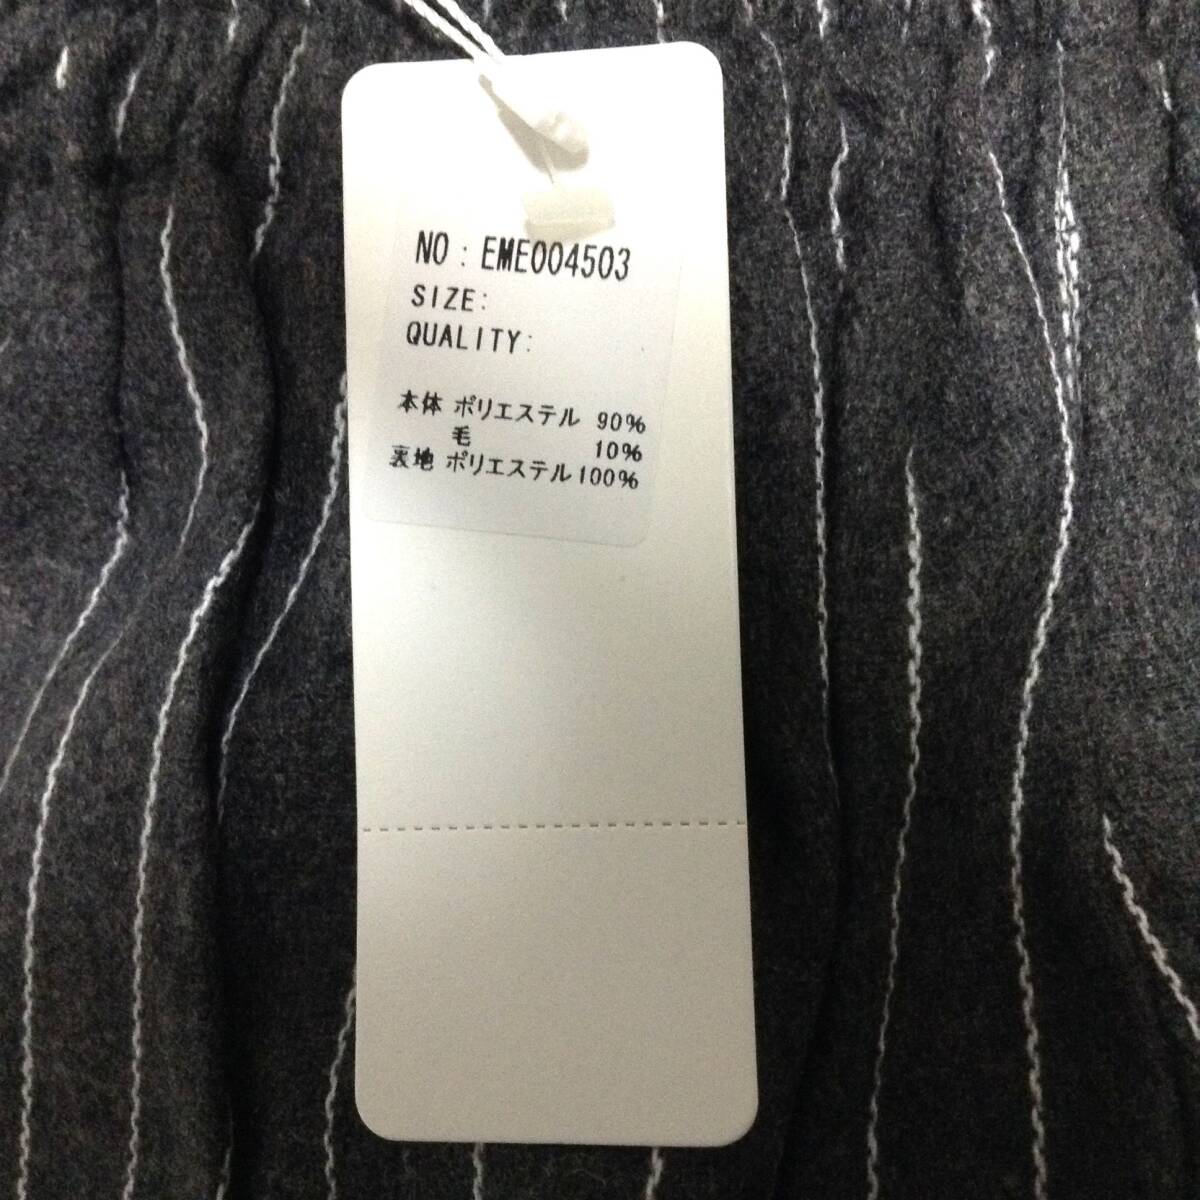 NO : EME004503
SIZE:
QUALITY:
本体 ポリエステル 90%
毛 10%
裏地 ポリエステル100%